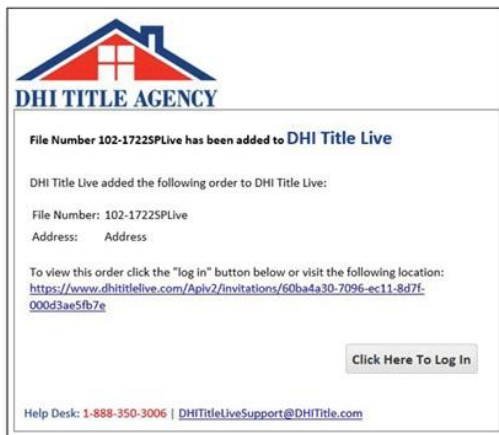 DHI TITLE AGENCY
File Number 102-1722SPLive has been added to DHI Title Live
DHI Title Live added the following order to DHI Title Live:
File Number: 102-1722SPLive
Address: Address
To view this order click the "log in" button below or visit the following location:
https://www.dhititlelive.com/Apiv2/invitations/60ba4a30-7096-ec11-8d7f-
000d3ae5fb7e
Click Here To Log In
Help Desk: 1-888-350-3006 | DHITitleLiveSupport@DHITitle.com